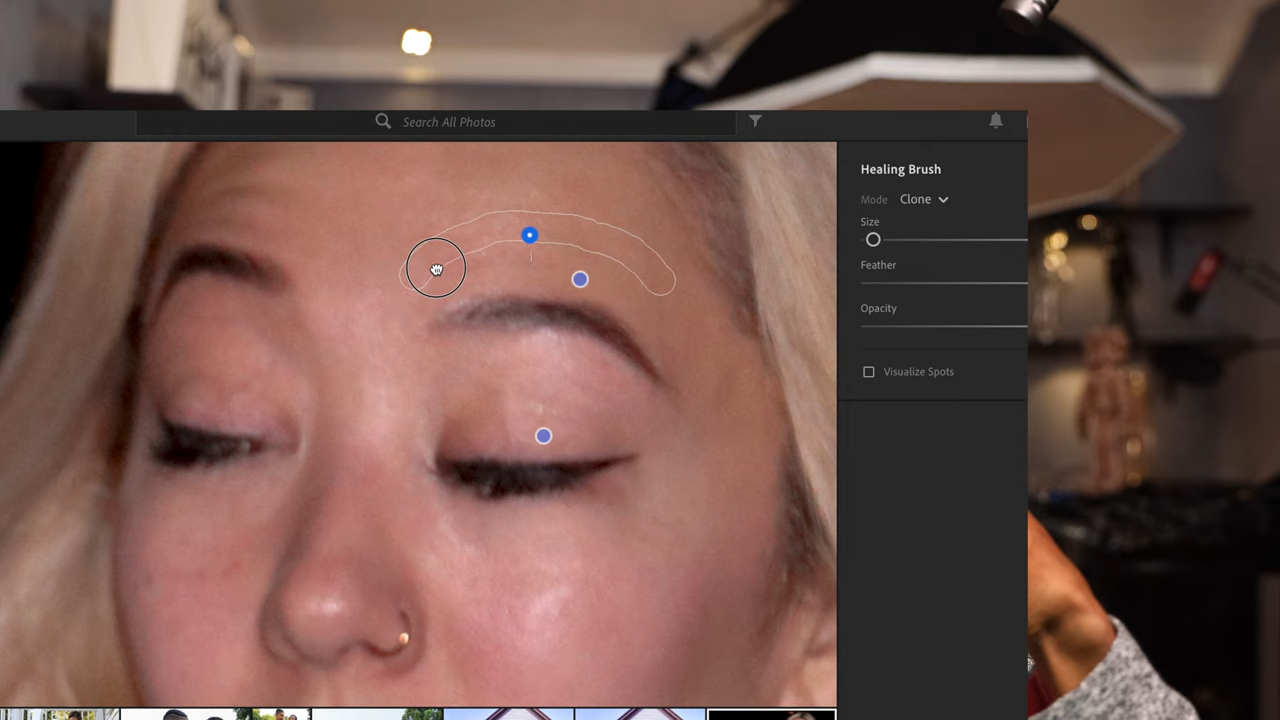 Search All Photos
Healing Brush
Mode Clone
Size
Feather
Opacity
Visualize Spots